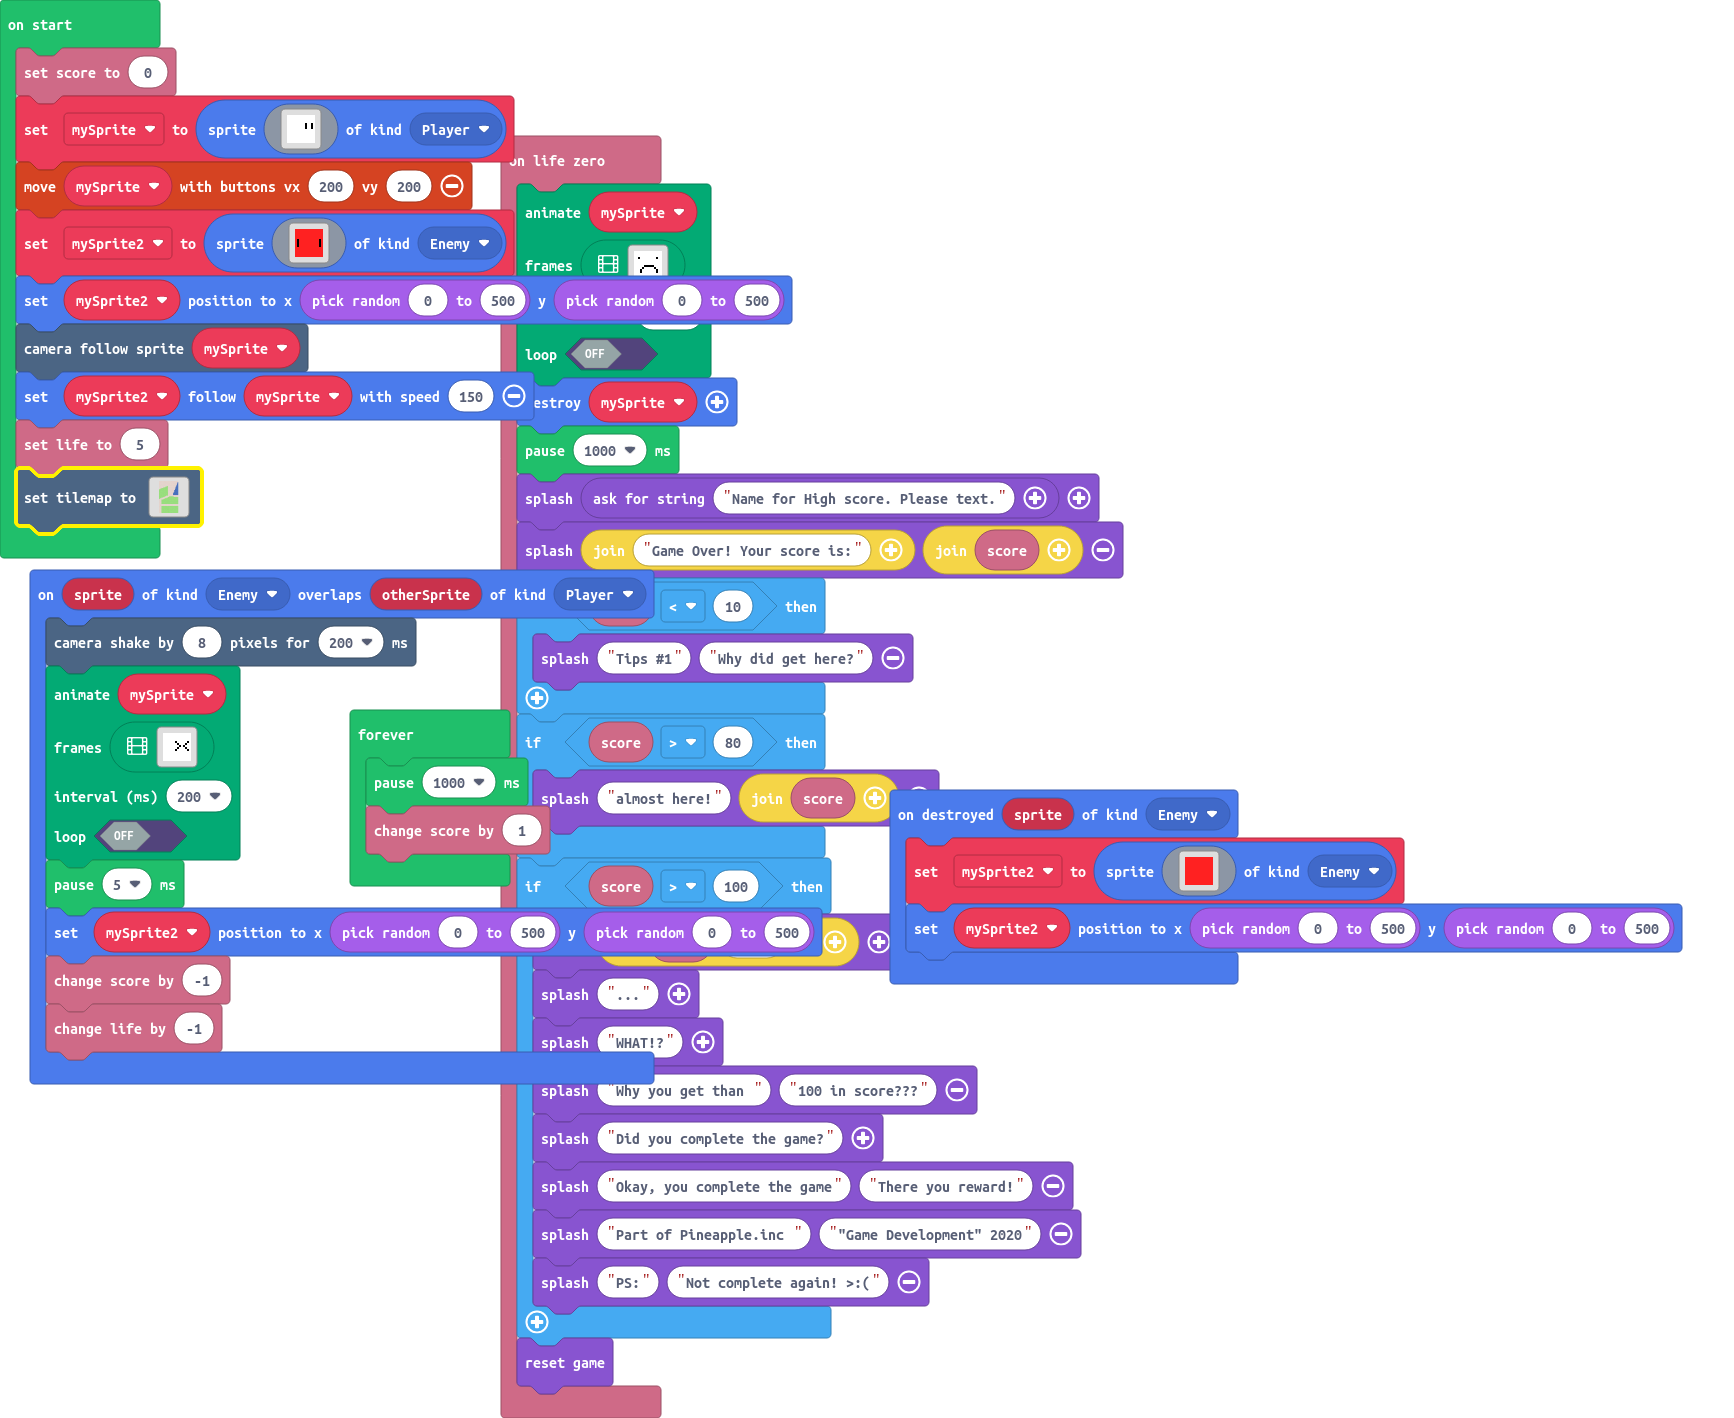 on start
set score to 0
set mySprite to sprite of kind Player
move mySprite with buttons vx 200 vy 200
set mySprite2 to sprite of kind Enemy
set mySprite2 position to x pick random 0 to 500 y pick random 0 to 500
camera follow sprite mySprite
set mySprite2 follow mySprite with speed 150
set life to 5
set tilemap to
on life zero
animate mySprite
frames
loop OFF
estroy mySprite
pause 1000 ms
splash ask for string "Name for High score. Please text."
splash join "Game Over! Your score is:" join score
< 10 then
splash "Tips #1" "Why did get here?"
if score > 80 then
splash "almost here!" join score
if score > 100 then
splash "..."
splash "WHAT!?"
splash "Why you get than " "100 in score???"
splash "Did you complete the game?"
splash "Okay, you complete the game" "There you reward!"
splash "Part of Pineapple.inc " ""Game Development" 2020"
splash "PS:" "Not complete again! >:("
reset game
on sprite of kind Enemy overlaps otherSprite of kind Player
camera shake by 8 pixels for 200 ms
animate mySprite
frames
interval (ms) 200
loop OFF
pause 5 ms
set mySprite2 position to x pick random 0 to 500 y pick random 0 to 500
change score by -1
change life by -1
forever
pause 1000 ms
change score by 1
on destroyed sprite of kind Enemy
set mySprite2 to sprite of kind Enemy
set mySprite2 position to x pick random 0 to 500 y pick random 0 to 500